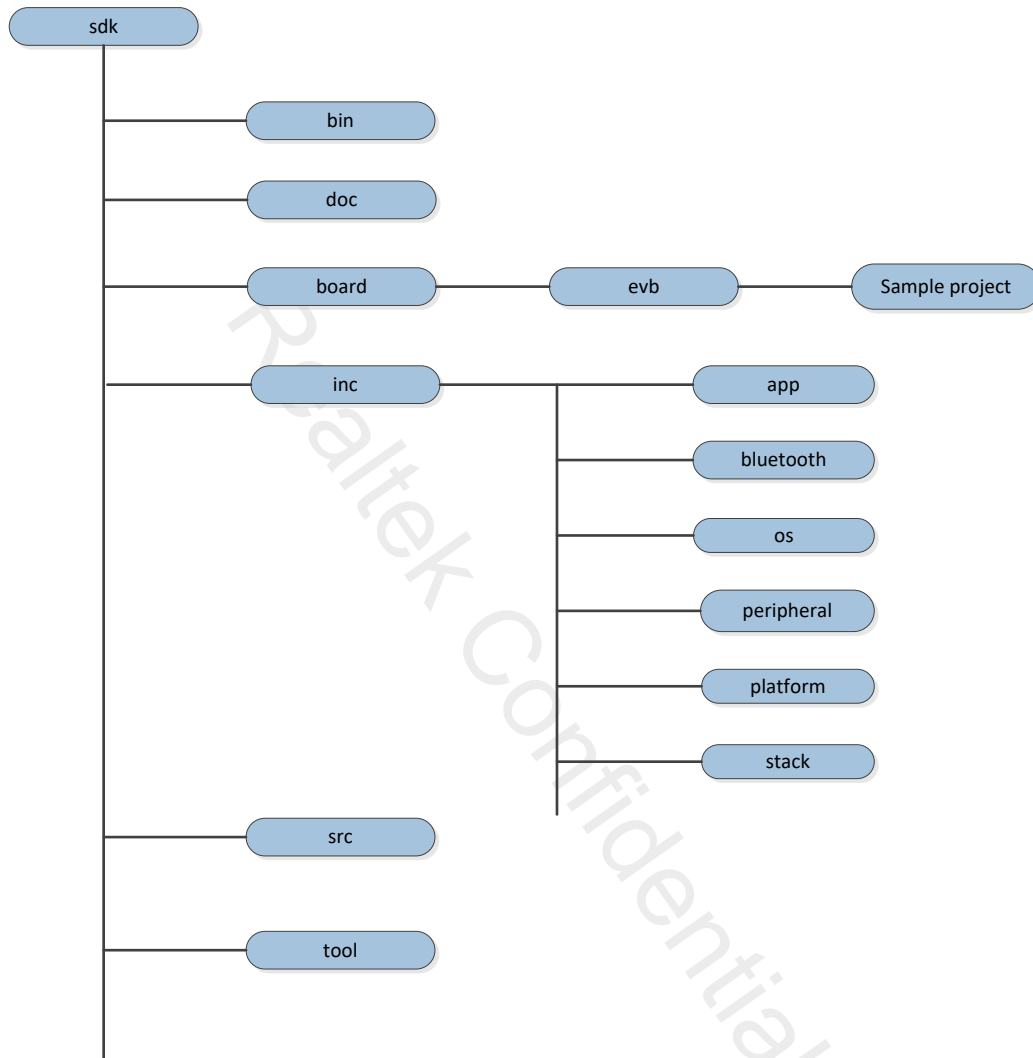 sdk
bin
doc
board
evb
Sample project
inc
app
bluetooth
os
peripheral
platform
stack
src
tool
Realtek Confidential